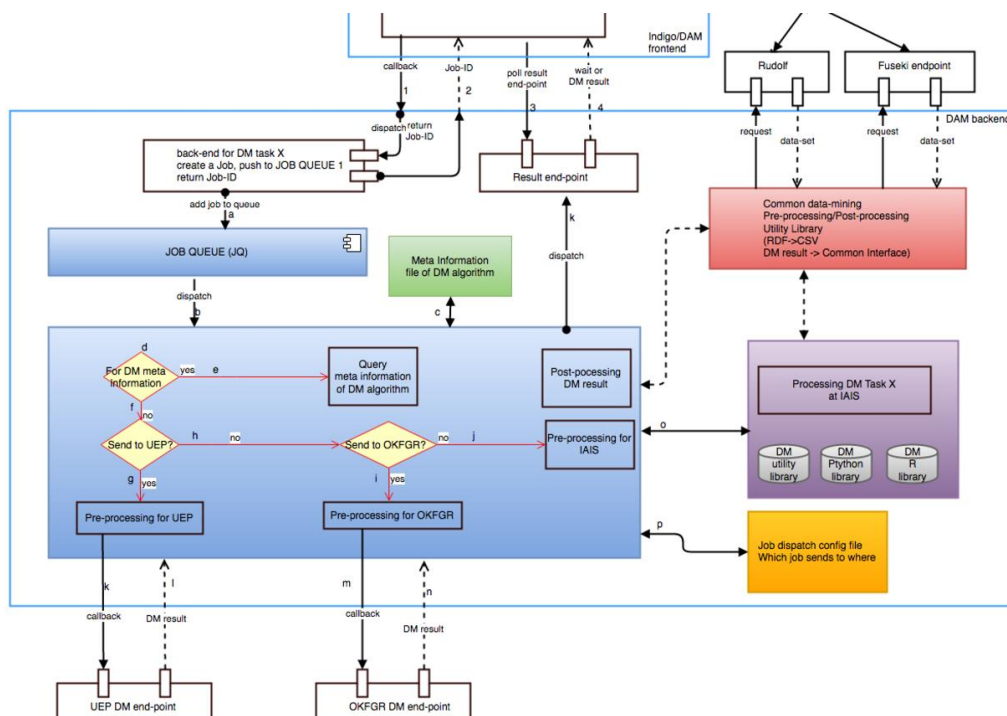 Indigo/DAM
frontend
callback
Job-ID
poll result
end-point
wait or
DM result
1
2
3
4
Rudolf
Fuseki endpoint
DAM backend
dispatch
return
Job-ID
request
data-set
request
data-set
back-end for DM task X
create a Job, push to JOB QUEUE 1
return Job-ID
Result end-point
add job to queue
a
k
dispatch
Common data-mining
Pre-processing/Post-processing
Utility Library
(RDF->CSV
DM result -> Common Interface)
JOB QUEUE (JQ)
Meta Information
file of DM algorithm
dispatch
b
c
d
For DM meta
Information
yes
e
Query
meta information
of DM algorithm
Post-pocessing
DM result
Processing DM Task X
at IAIS
f
no
Send to UEP?
h
no
Send to OKFGR?
no
j
Pre-processing for
IAIS
o
DM
utility
library
DM
Ptython
library
DM
R
library
g
yes
i
yes
Pre-processing for UEP
Pre-processing for OKFGR
p
Job dispatch config file
Which job sends to where
k
l
m
n
callback
DM result
callback
DM result
UEP DM end-point
OKFGR DM end-point